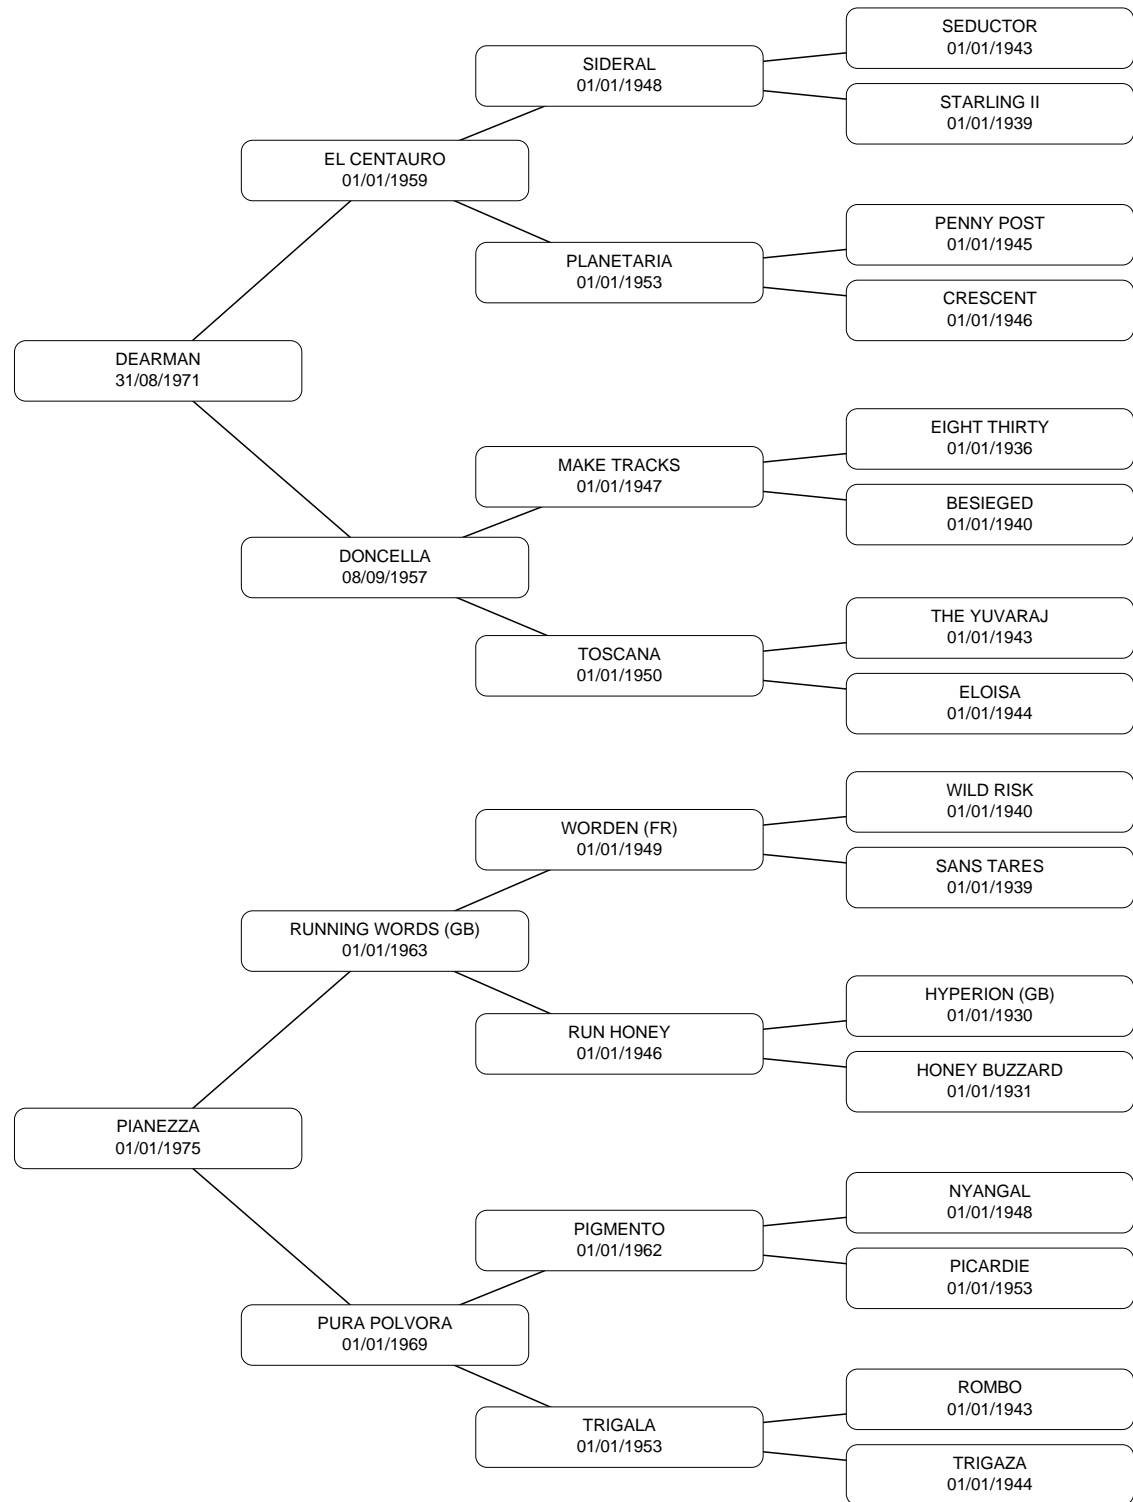 SEDUCTOR
01/01/1943
SIDERAL
01/01/1948
STARLING II
01/01/1939
EL CENTAURO
01/01/1959
PENNY POST
01/01/1945
PLANETARIA
01/01/1953
CRESCENT
01/01/1946
DEARMAN
31/08/1971
EIGHT THIRTY
01/01/1936
MAKE TRACKS
01/01/1947
BESIEGED
01/01/1940
DONCELLA
08/09/1957
THE YUVARAJ
01/01/1943
TOSCANA
01/01/1950
ELOISA
01/01/1944
WILD RISK
01/01/1940
WORDEN (FR)
01/01/1949
SANS TARES
01/01/1939
RUNNING WORDS (GB)
01/01/1963
HYPERION (GB)
01/01/1930
RUN HONEY
01/01/1946
HONEY BUZZARD
01/01/1931
PIANEZZA
01/01/1975
NYANGAL
01/01/1948
PIGMENTO
01/01/1962
PICARDIE
01/01/1953
PURA POLVORA
01/01/1969
ROMBO
01/01/1943
TRIGALA
01/01/1953
TRIGAZA
01/01/1944